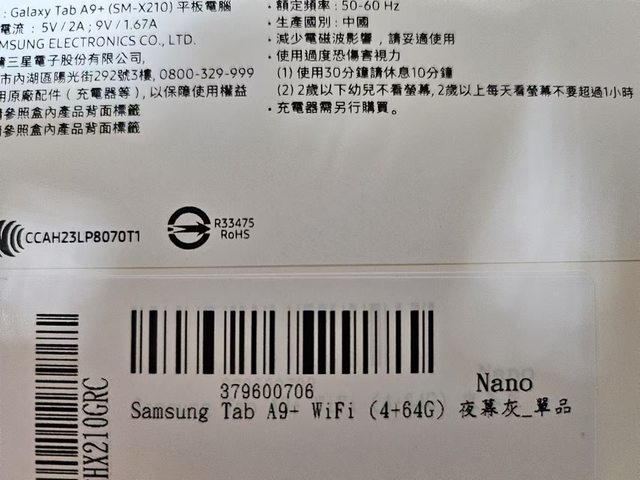 : Galaxy Tab A9+ (SM-X210) 平板電腦
電流 : 5V / 2A ; 9V / 1.67A
MSUNG ELECTRONICS CO., LTD.
三星電子股份有限公司,
市內湖區陽光街292號3樓, 0800-329-999
用原廠配件 ( 充電器等 ) , 以保障使用權益
參照盒內產品背面標籤
參照盒內產品背面標籤
• 額定頻率 : 50-60 Hz
• 生產國別 : 中國
• 減少電磁波影響 , 請妥適使用
• 使用過度恐傷害視力
(1) 使用30分鐘請休息10分鐘
(2) 2歲以下幼兒不看螢幕, 2歲以上每天看螢幕不要超過1小時
• 充電器需另行購買。
CCAH23LP8070T1
R33475
RoHS
HX210GRC
379600706
Nano
Samsung Tab A9+ WiFi (4+64G) 夜幕灰_單品